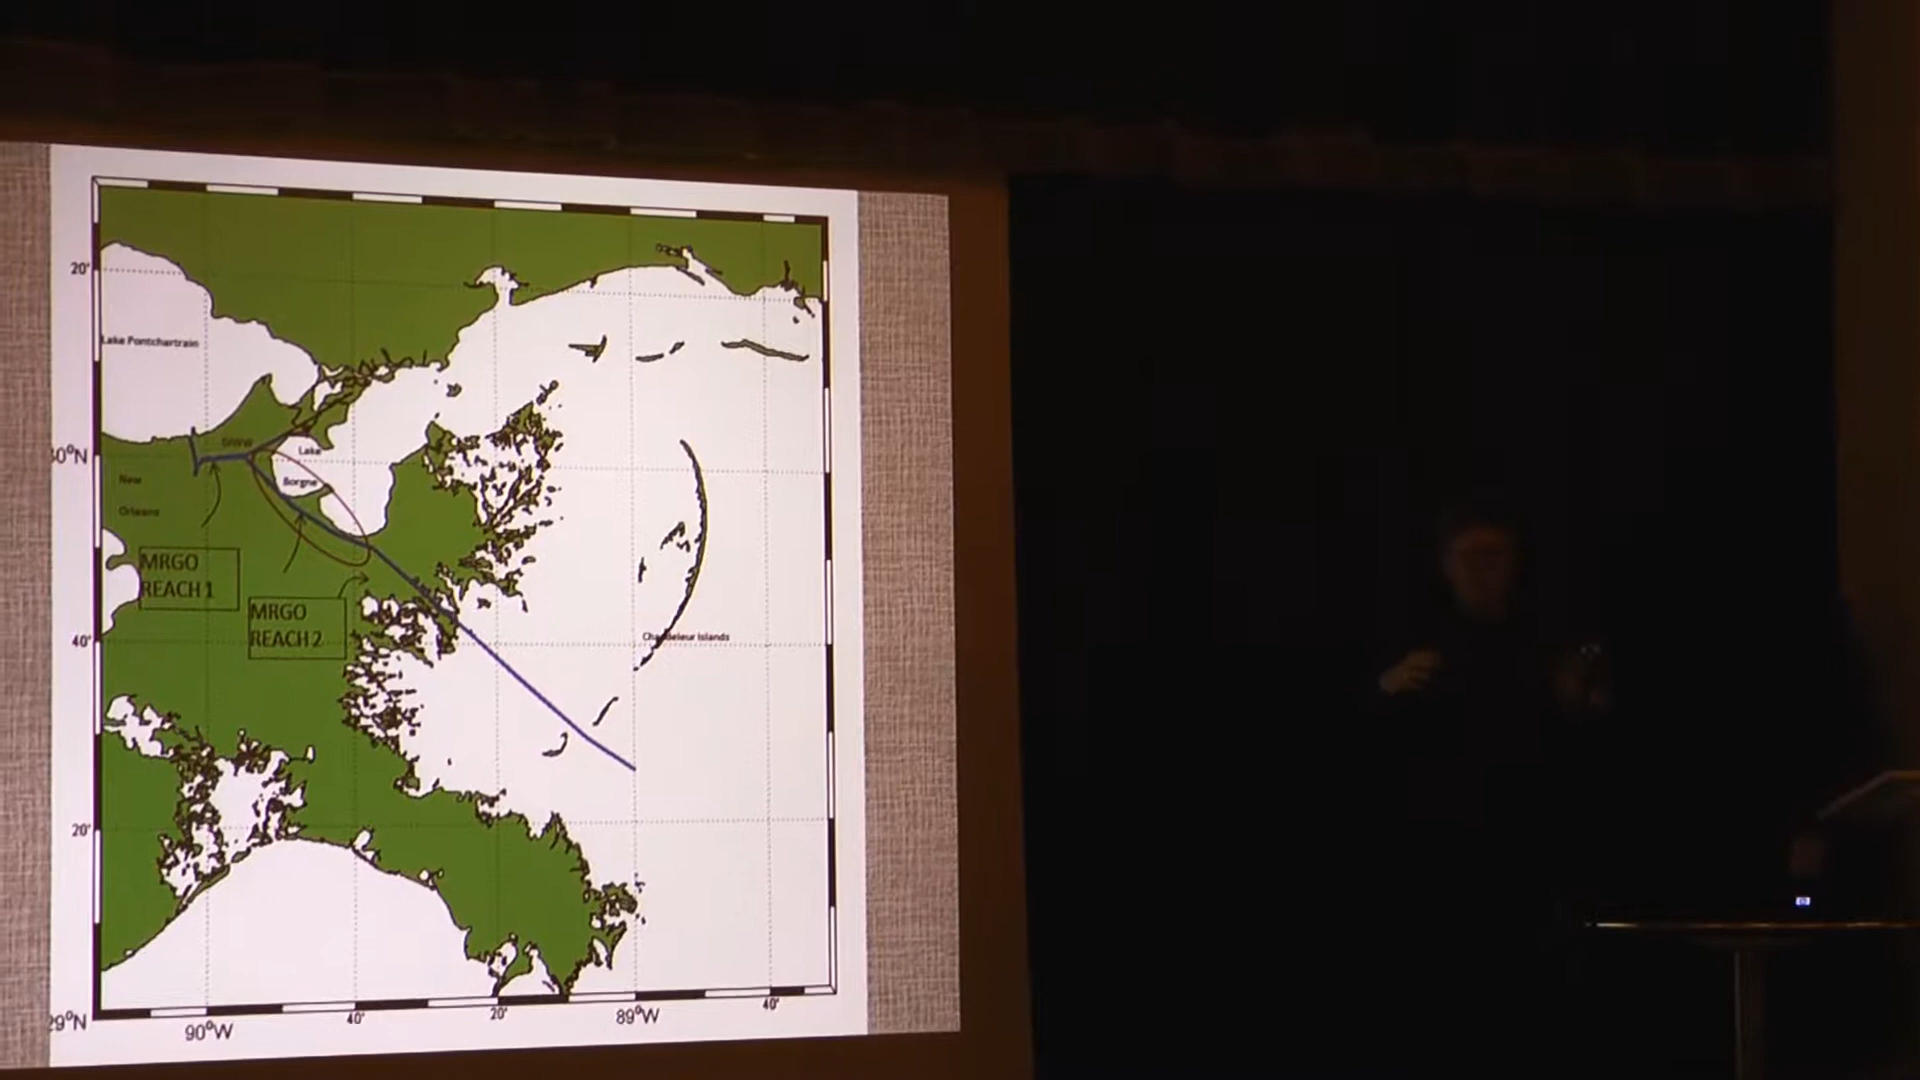 20'
Lake Pontchartrain
GIWW
Lake
30°N
New
Borgne
Orleans
MRGO
REACH 1
MRGO
REACH 2
40'
Chandeleur Islands
20'
29°N
90°W
40'
20'
89°W
40'